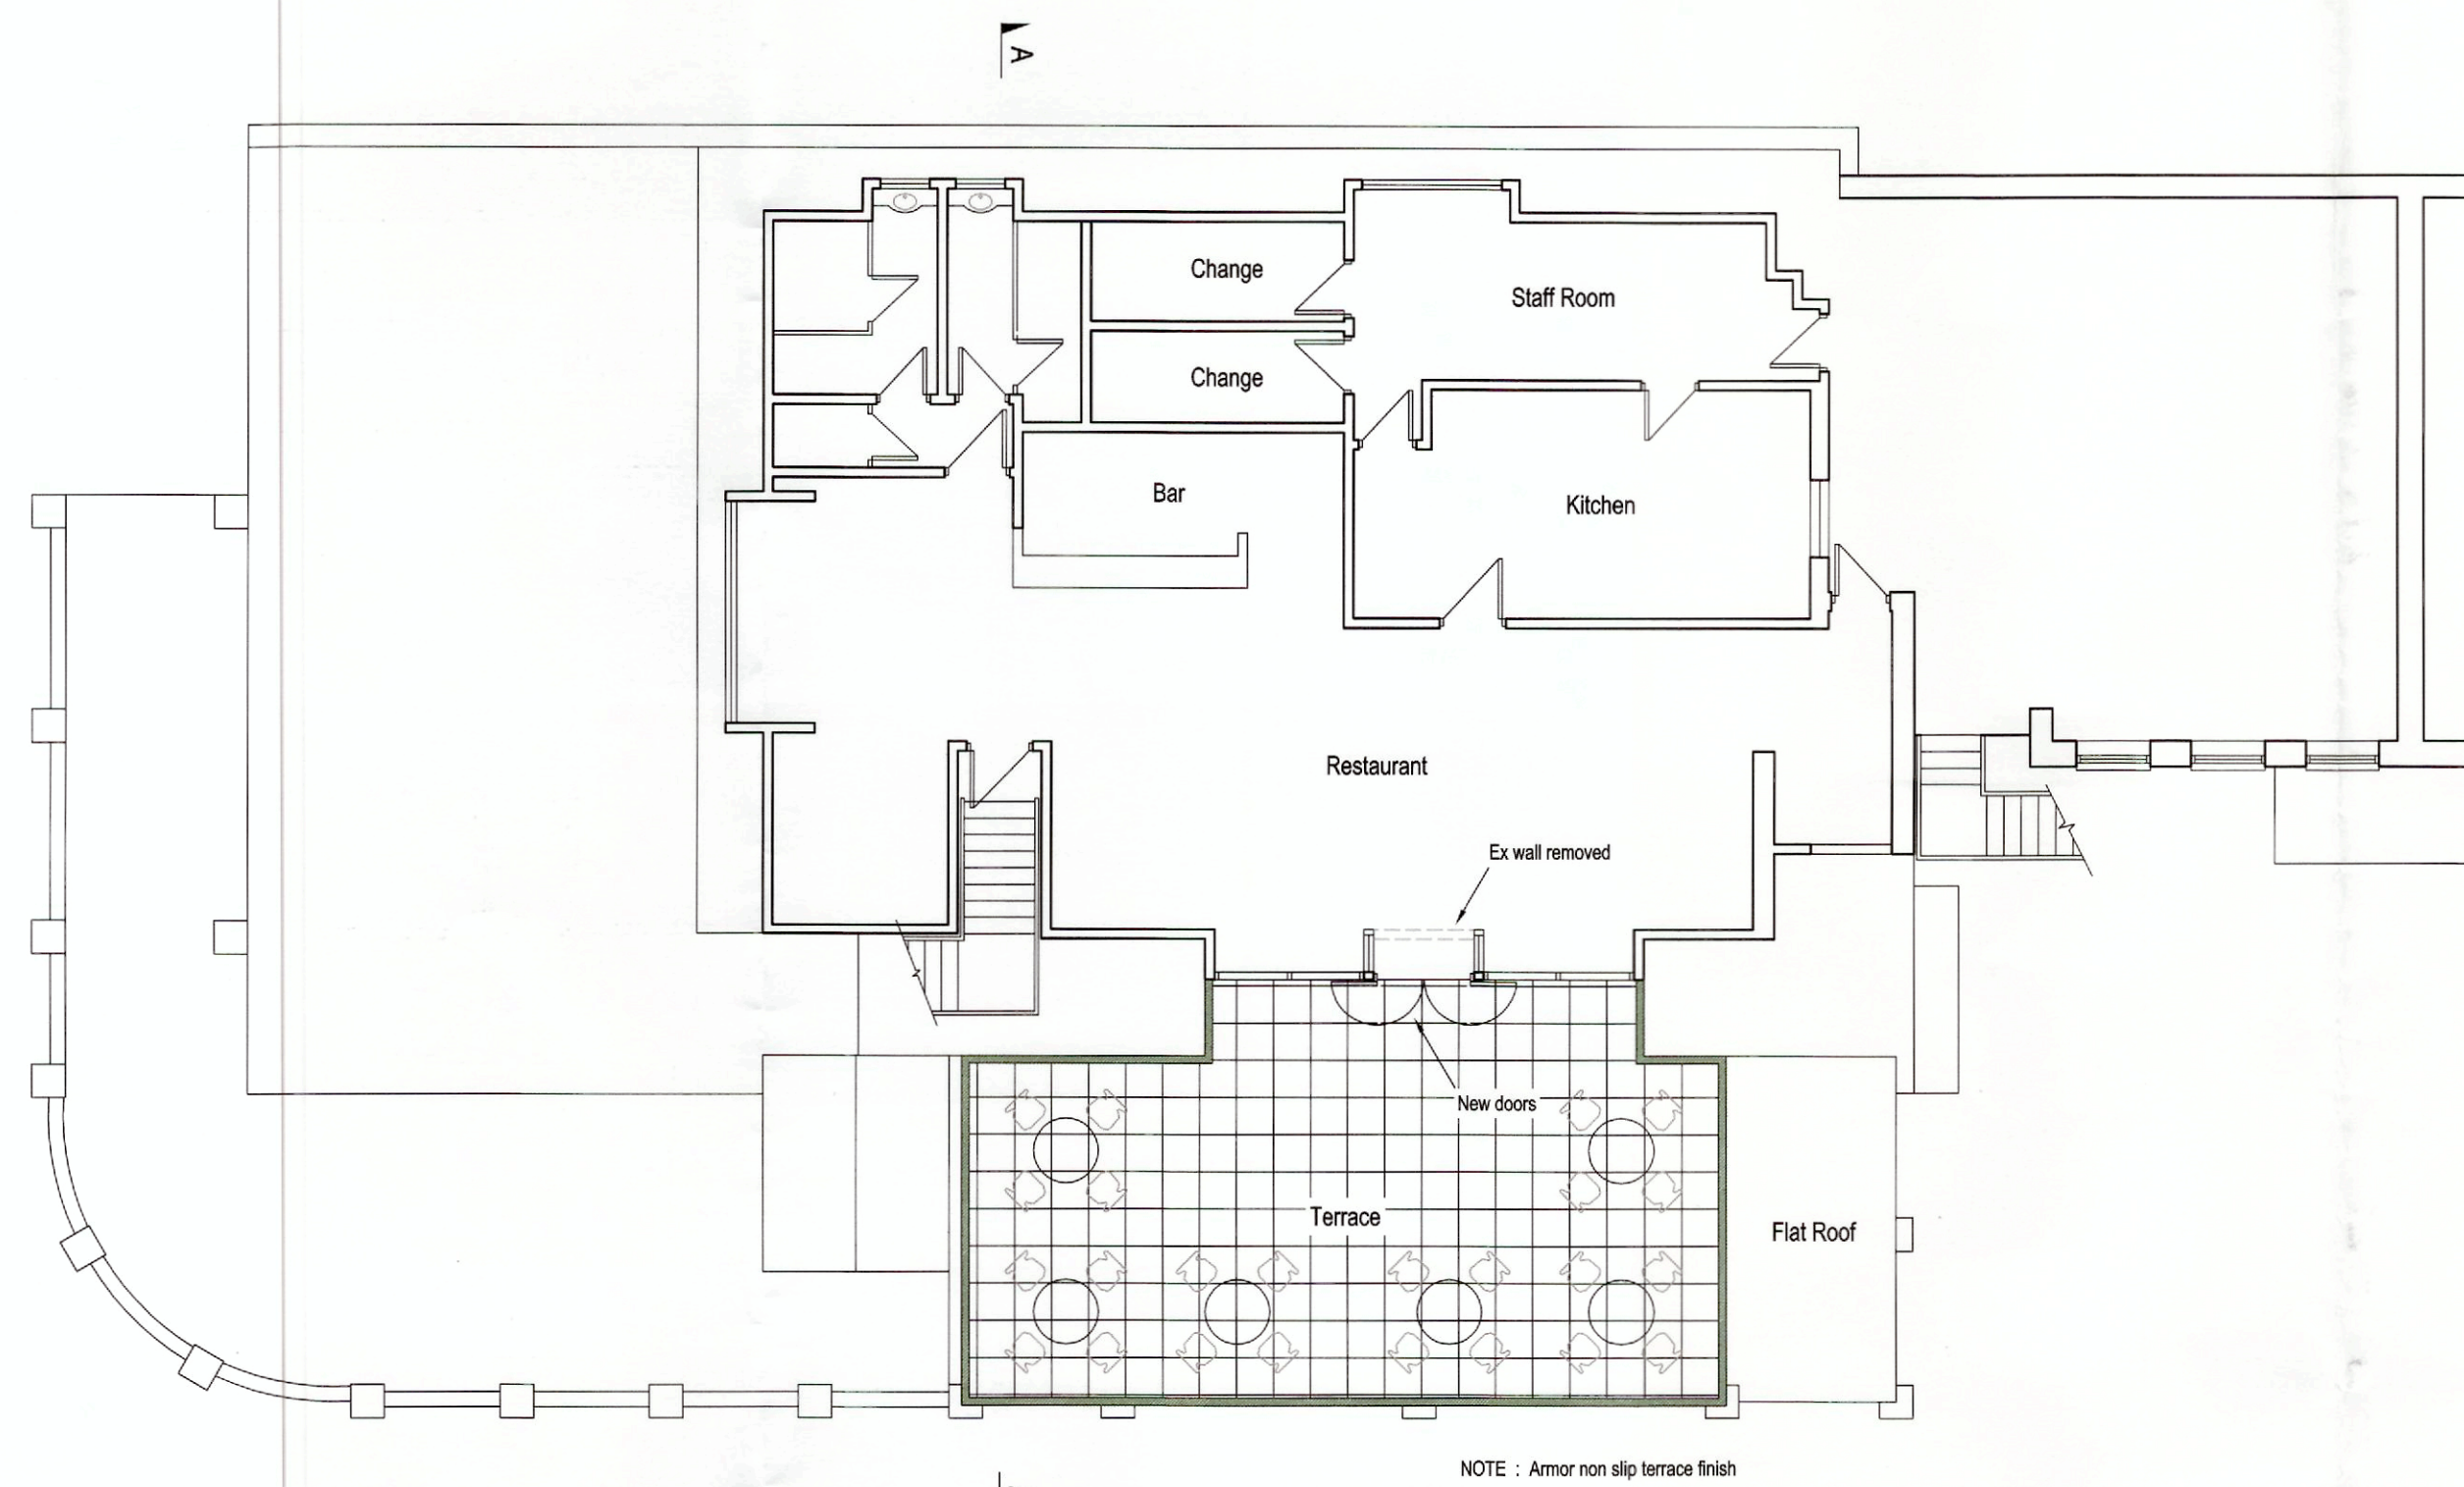 A
Change
Staff Room
Change
Bar
Kitchen
Restaurant
Ex wall removed
New doors
Terrace
Flat Roof
NOTE : Armor non slip terrace finish